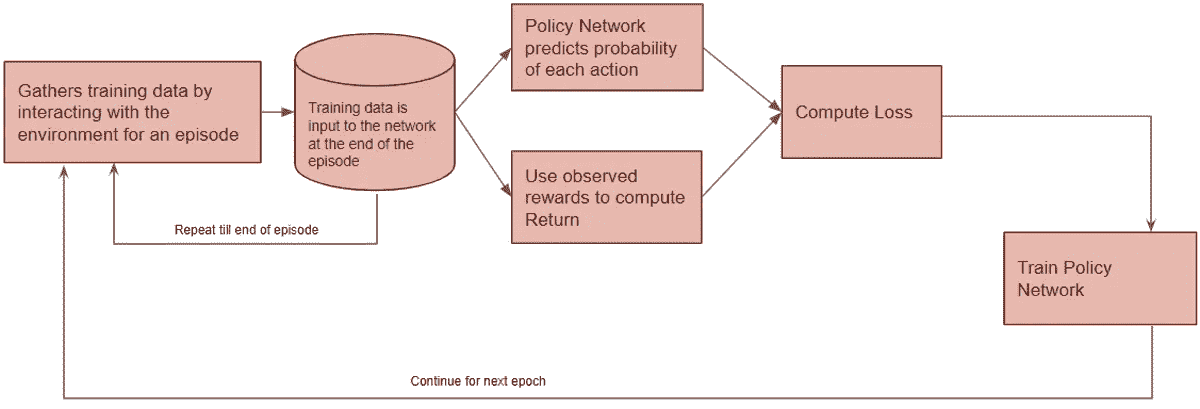 Gathers training data by
interacting with the
environment for an episode
Training data is
input to the network
at the end of the
episode
Repeat till end of episode
Policy Network
predicts probability
of each action
Use observed
rewards to compute
Return
Compute Loss
Train Policy
Network
Continue for next epoch